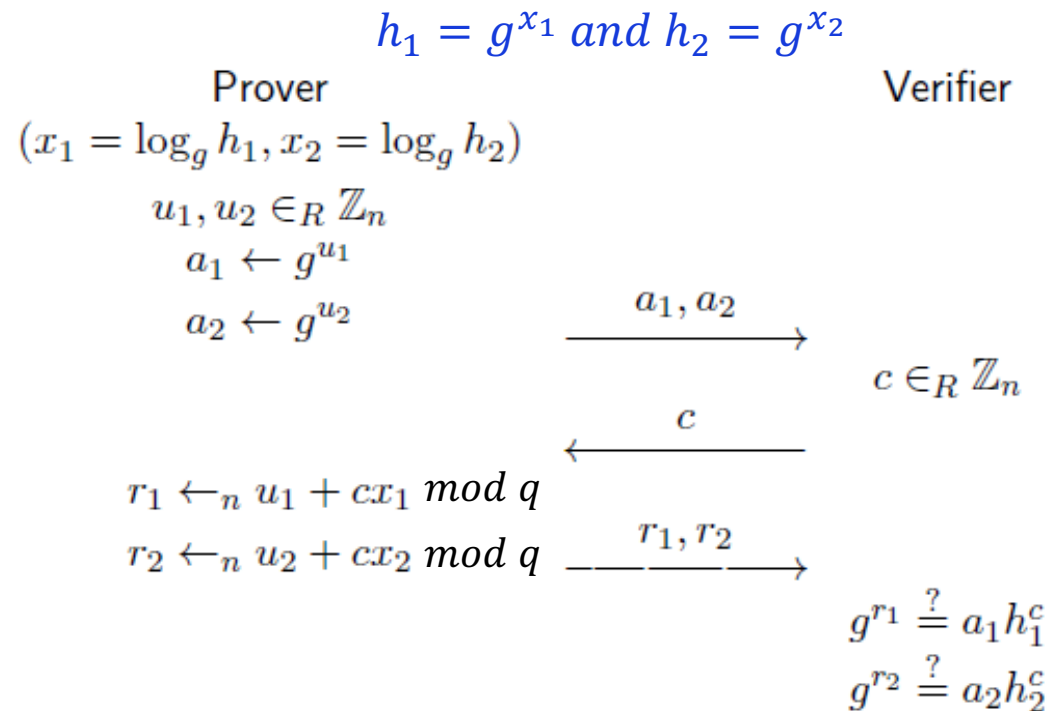 h₁ = g^{x₁} and h₂ = g^{x₂}
Prover Verifier
(x₁ = log_g h₁, x₂ = log_g h₂)
u₁, u₂ ∈_R ℤ_n
a₁ ← g^{u₁}
a₂ ← g^{u₂}
a₁, a₂
c ∈_R ℤ_n
c
r₁ ←_n u₁ + cx₁ mod q
r₂ ←_n u₂ + cx₂ mod q
r₁, r₂
g^{r₁} ≟ a₁h₁^c
g^{r₂} ≟ a₂h₂^c